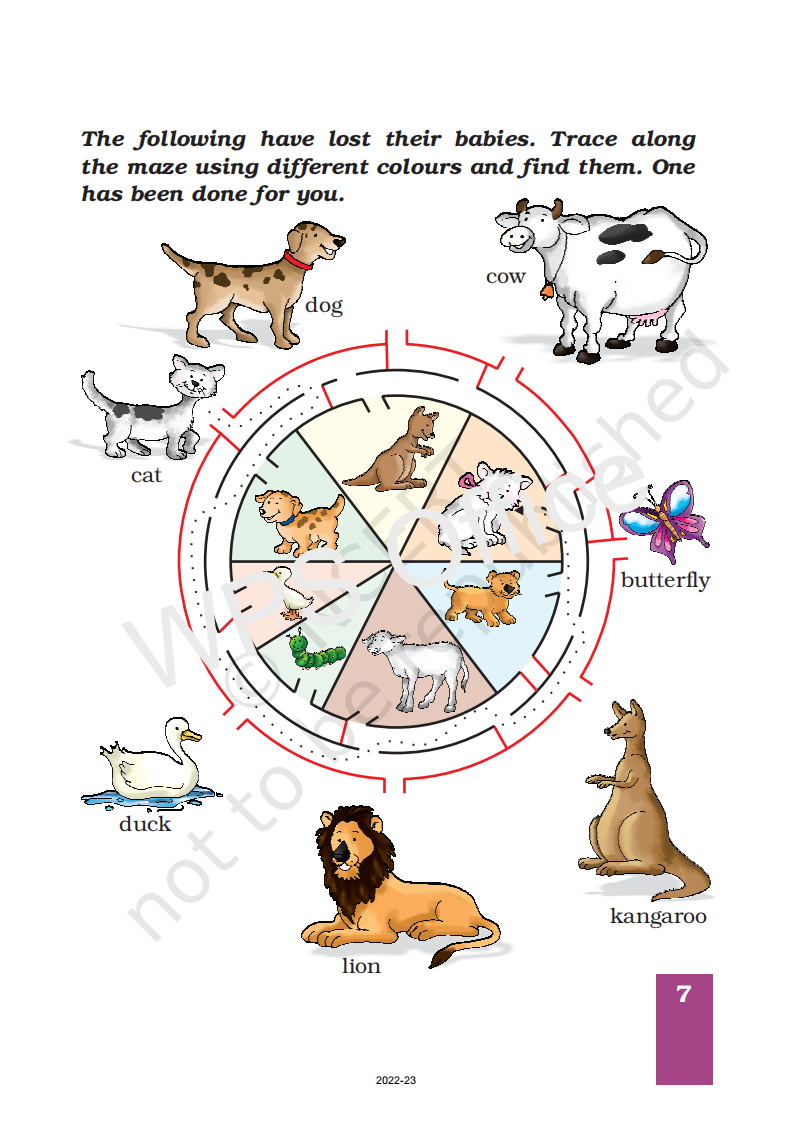 The following have lost their babies. Trace along
the maze using different colours and find them. One
has been done for you.
cow
dog
cat
butterfly
duck
kangaroo
lion
7
2022-23
WPS Office
© NCERT
not to be republished